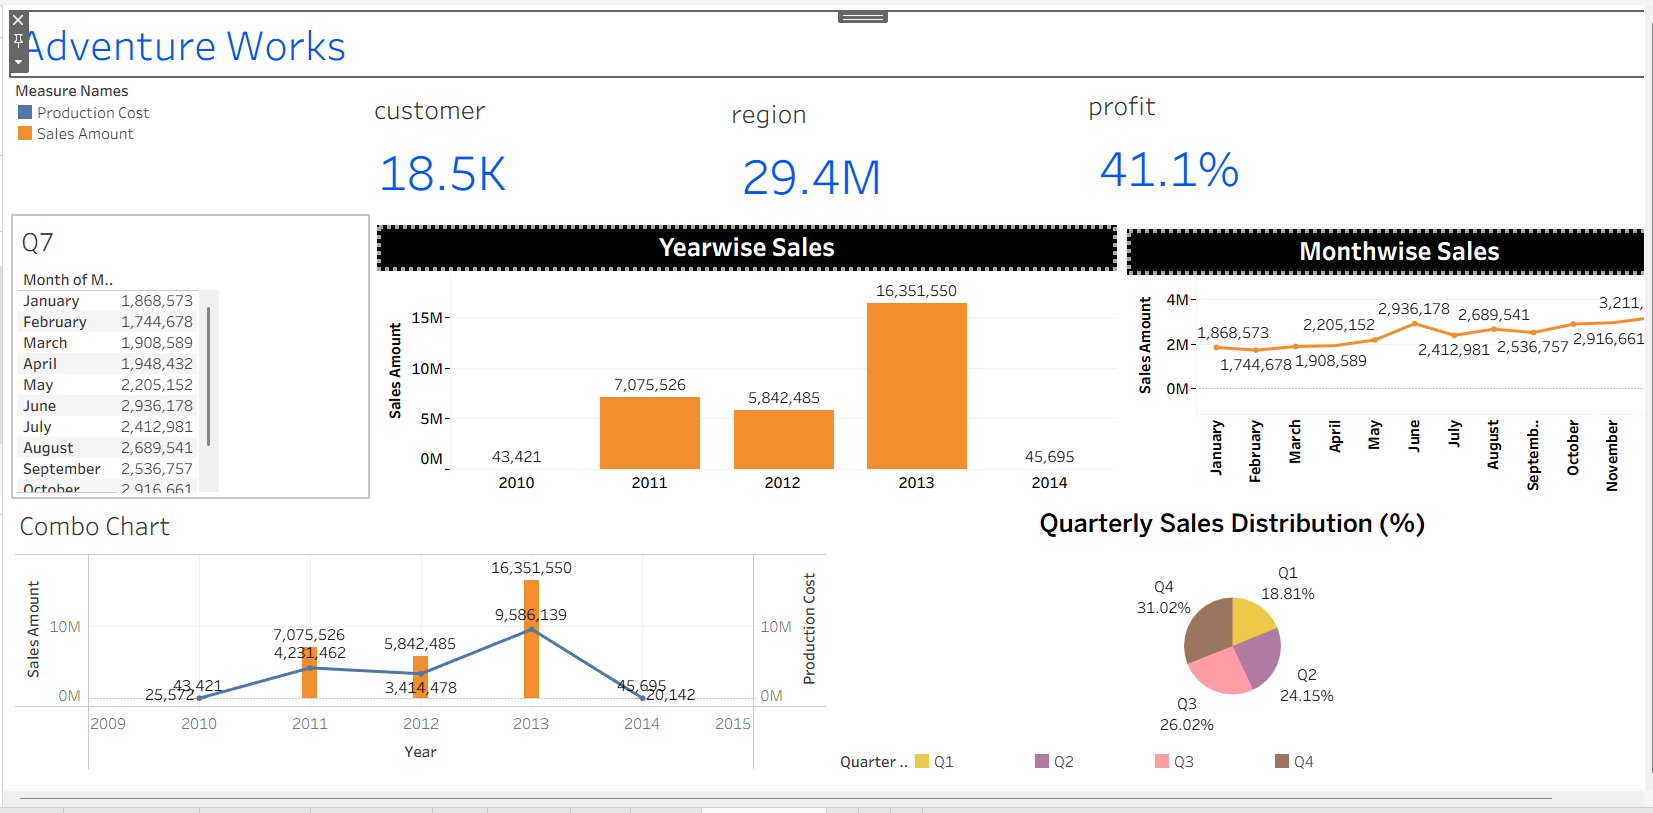 Adventure Works
Measure Names
Production Cost
Sales Amount
customer
18.5K
region
29.4M
profit
41.1%
Q7
Month of M..
January 1,868,573
February 1,744,678
March 1,908,589
April 1,948,432
May 2,205,152
June 2,936,178
July 2,412,981
August 2,689,541
September 2,536,757
October 2,916,661
Yearwise Sales
Sales Amount
15M
10M
5M
0M
43,421
7,075,526
5,842,485
16,351,550
45,695
2010 2011 2012 2013 2014
Monthwise Sales
Sales Amount
4M
2M
0M
1,868,573
1,744,678
1,908,589
2,205,152
2,936,178
2,412,981
2,689,541
2,536,757
2,916,661
3,211,
January
February
March
April
May
June
July
August
Septemb..
October
November
Combo Chart
Sales Amount
10M
0M
25,572
43,421
7,075,526
4,231,462
5,842,485
3,414,478
16,351,550
9,586,139
45,695
20,142
10M
0M
Production Cost
2009 2010 2011 2012 2013 2014 2015
Year
Quarterly Sales Distribution (%)
Q1
18.81%
Q2
24.15%
Q3
26.02%
Q4
31.02%
Quarter .. Q1 Q2 Q3 Q4